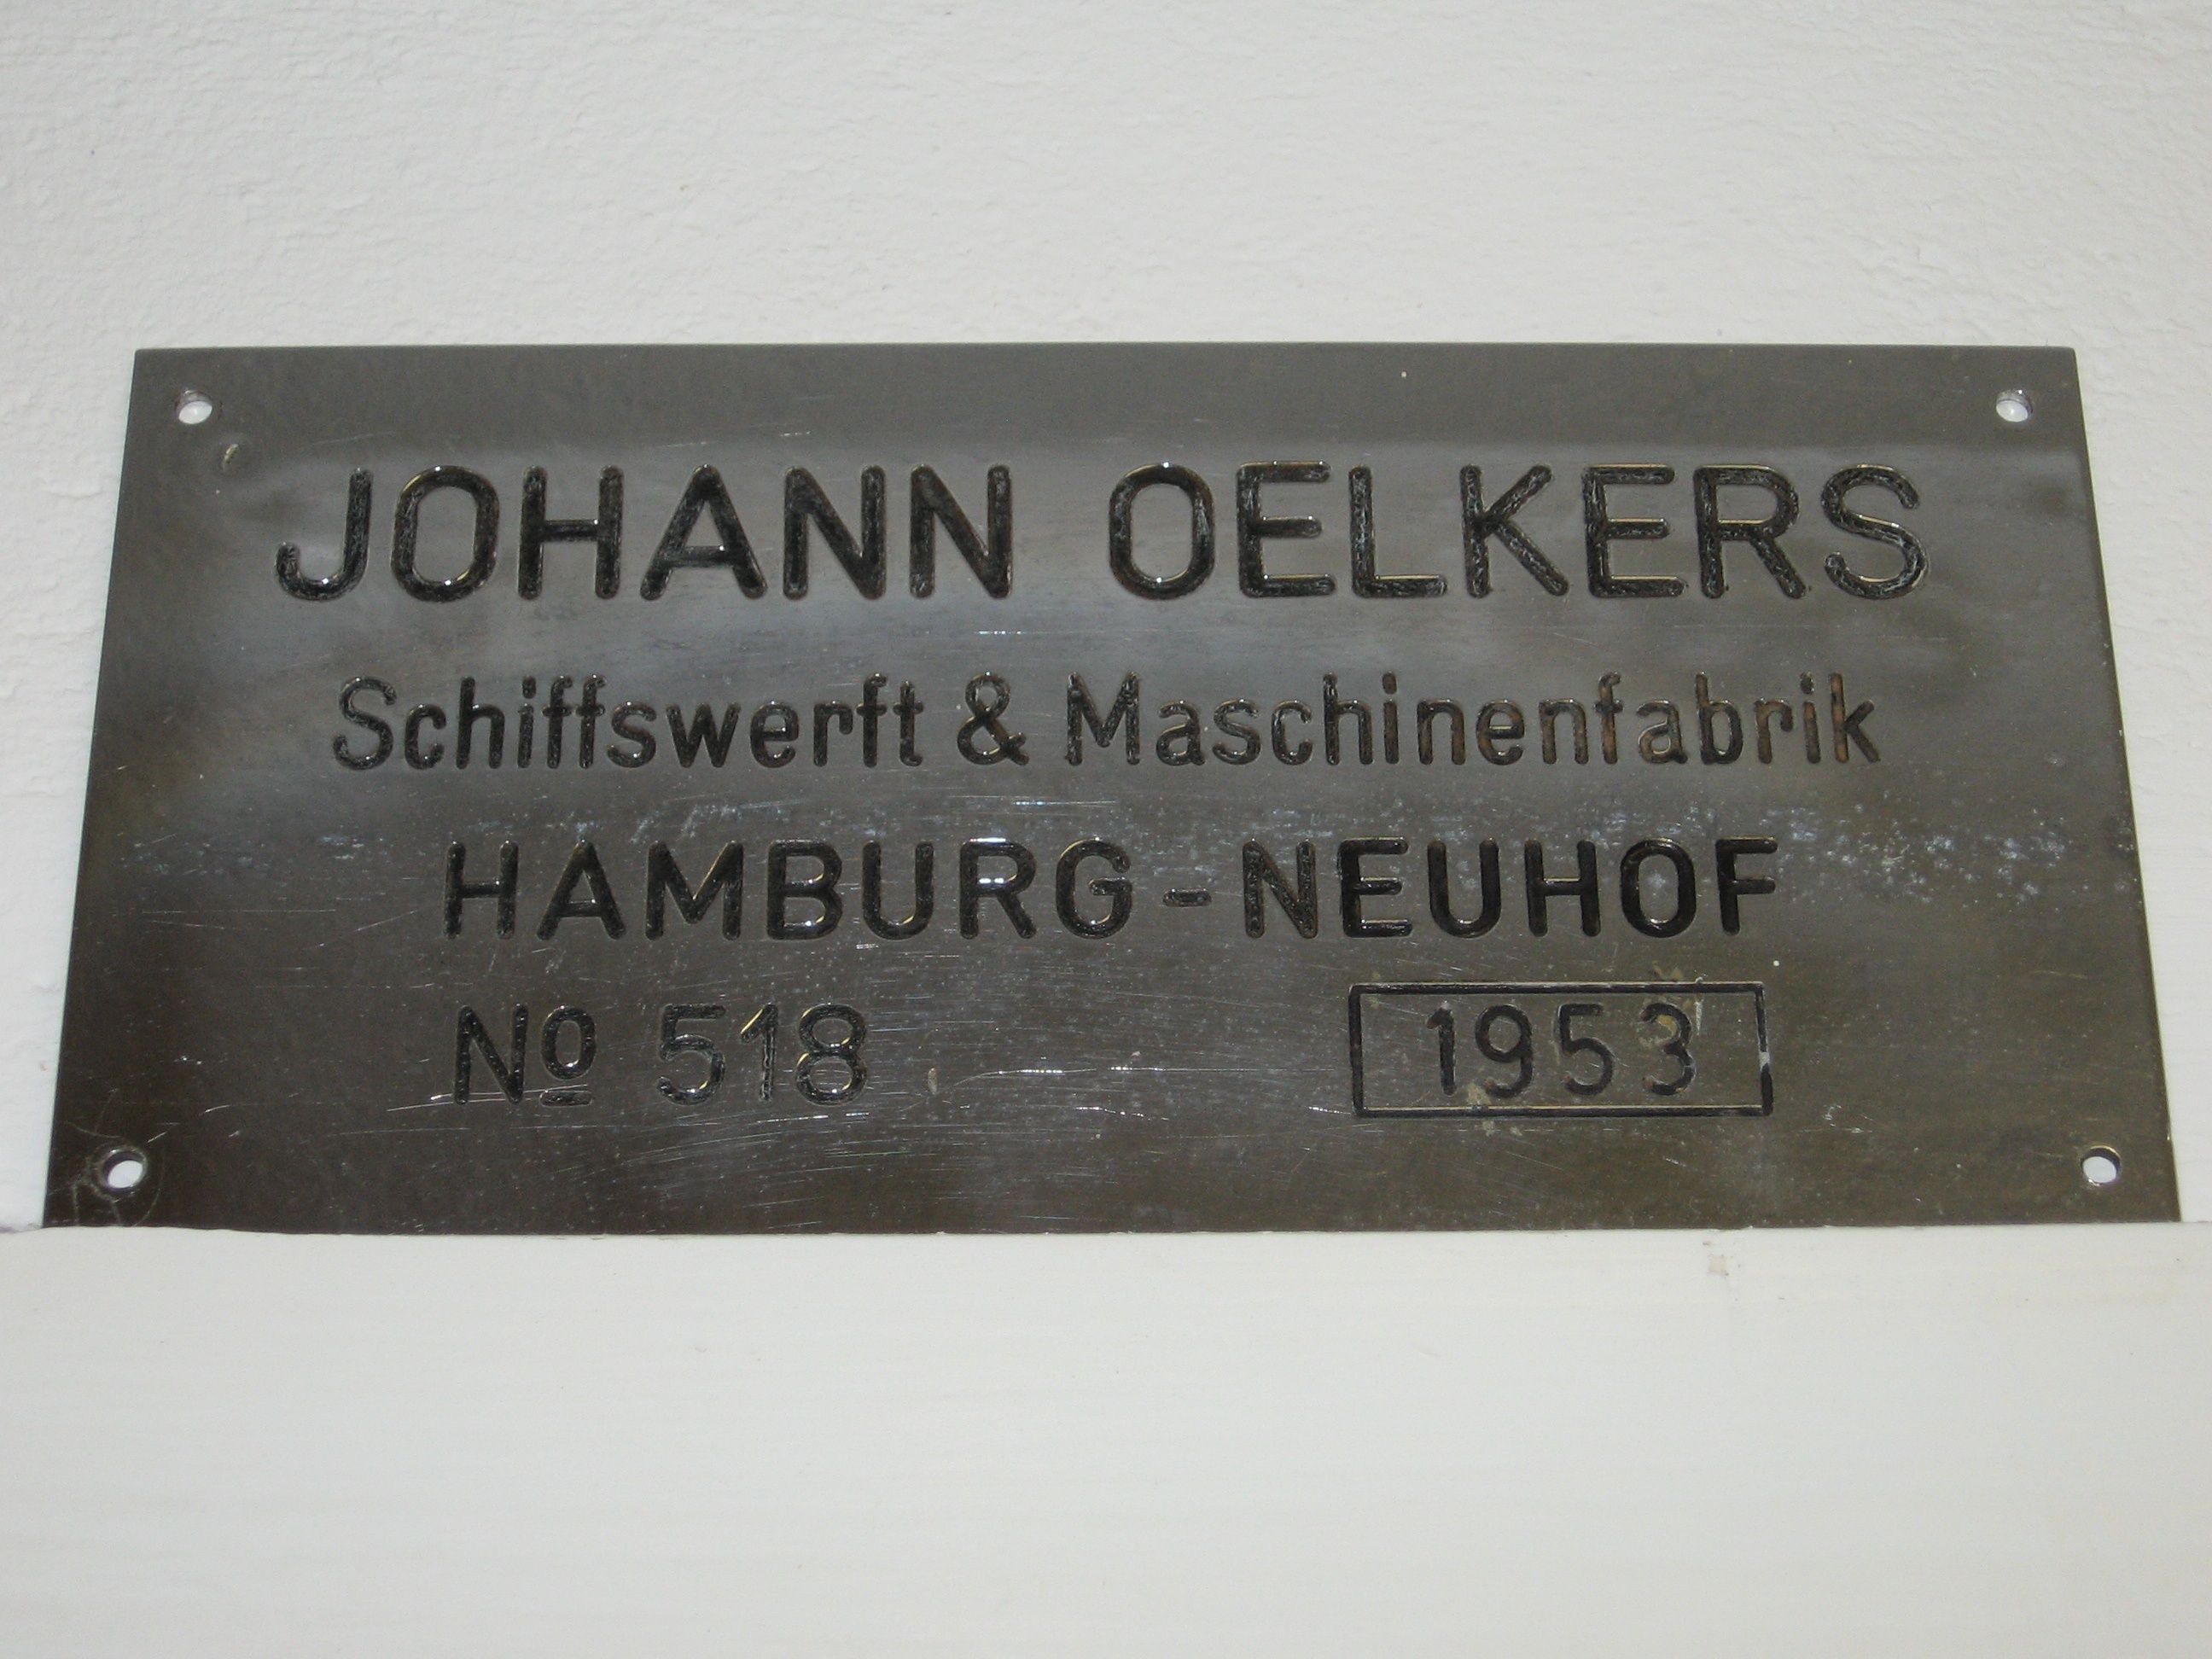 JOHANN OELKERS
Schiffswerft & Maschinenfabrik
HAMBURG-NEUHOF
Nº 518 1953